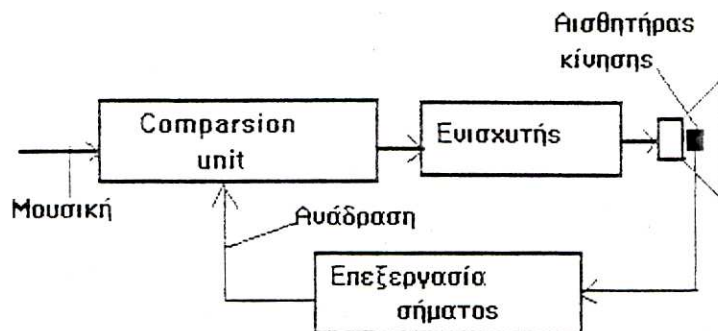 Αισθητήρας
κίνησης
Comparsion
unit
Ενισχυτής
Μουσική
Ανάδραση
Επεξεργασία
σήματος